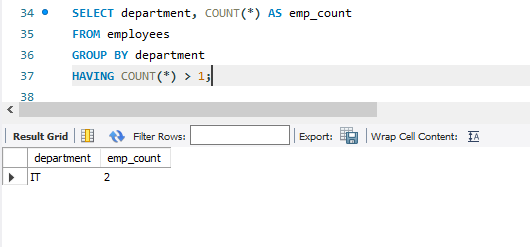 34 SELECT department, COUNT(*) AS emp_count
35 FROM employees
36 GROUP BY department
37 HAVING COUNT(*) > 1;
38
Result Grid Filter Rows: Export: Wrap Cell Content:
department emp_count
IT 2